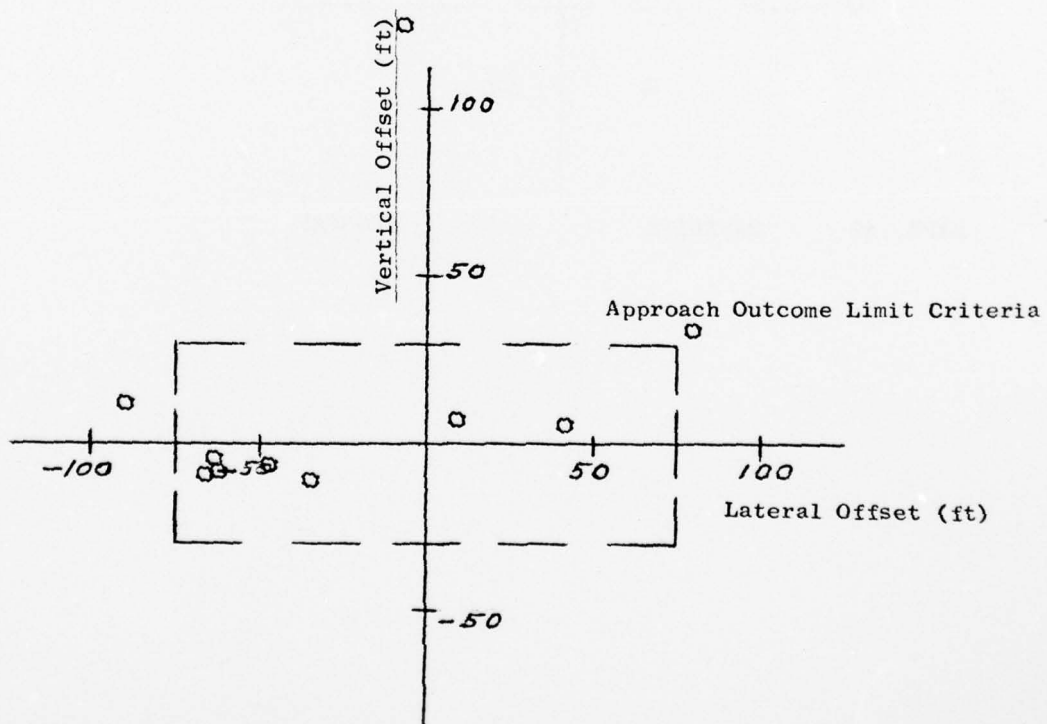 Vertical Offset (ft)
100
50
Approach Outcome Limit Criteria
-100
-50
50
100
Lateral Offset (ft)
-50